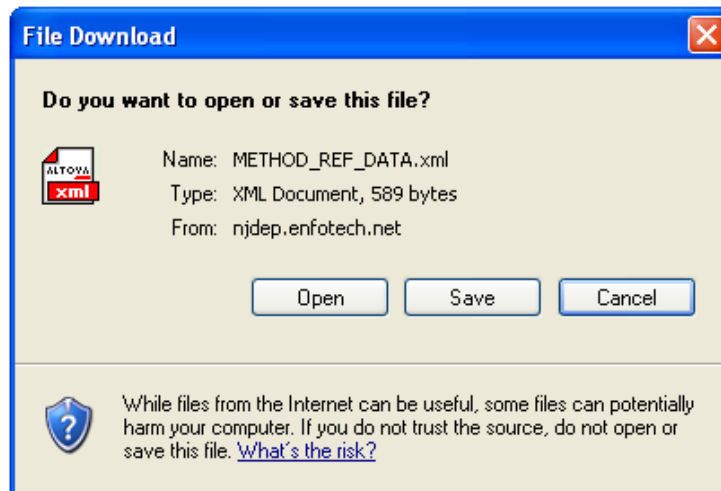 File Download
Do you want to open or save this file?
ALTOVA
xml
Name: METHOD_REF_DATA.xml
Type: XML Document, 589 bytes
From: njdep.enfotech.net
Open Save Cancel
While files from the Internet can be useful, some files can potentially
harm your computer. If you do not trust the source, do not open or
save this file. What's the risk?